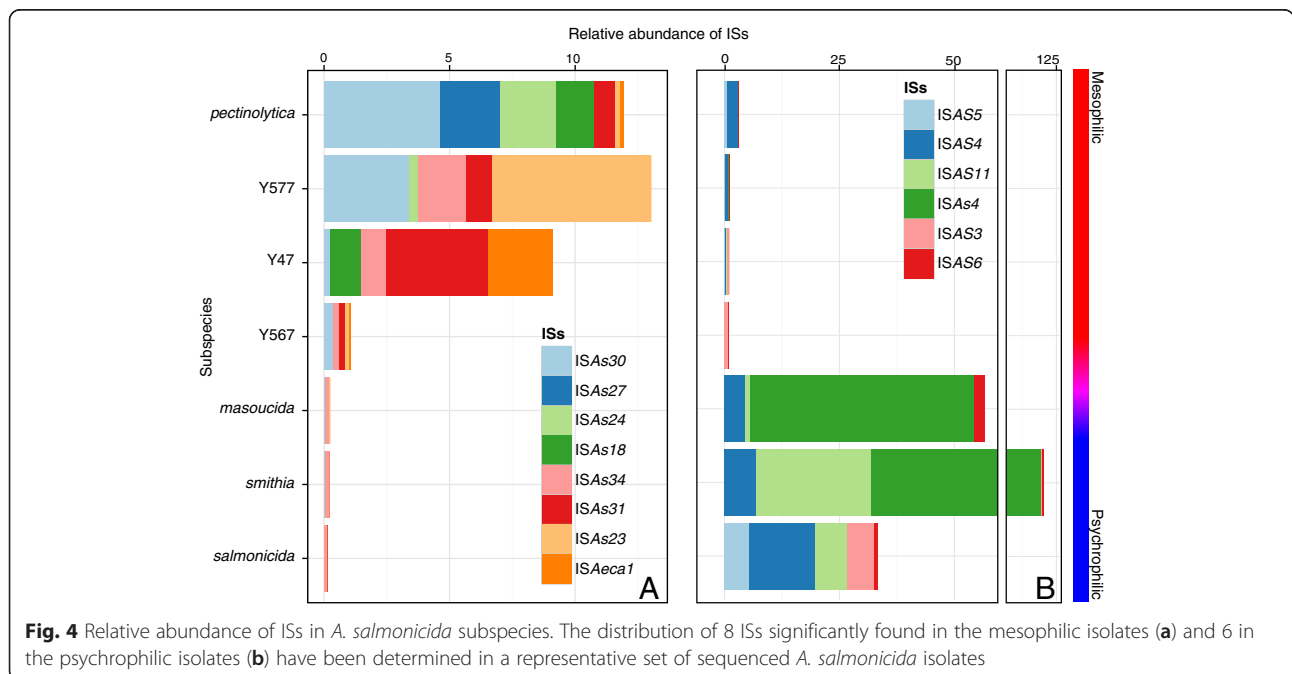 Relative abundance of ISs
0 5 10
0 25 50 125
Subspecies
pectinolytica
Y577
Y47
Y567
masoucida
smithia
salmonicida
ISs
ISAs30
ISAs27
ISAs24
ISAs18
ISAs34
ISAs31
ISAs23
ISAeca1
A
ISs
ISAS5
ISAS4
ISAS11
ISAs4
ISAS3
ISAS6
B
Mesophilic
Psychrophilic
Fig. 4 Relative abundance of ISs in A. salmonicida subspecies. The distribution of 8 ISs significantly found in the mesophilic isolates (a) and 6 in
the psychrophilic isolates (b) have been determined in a representative set of sequenced A. salmonicida isolates